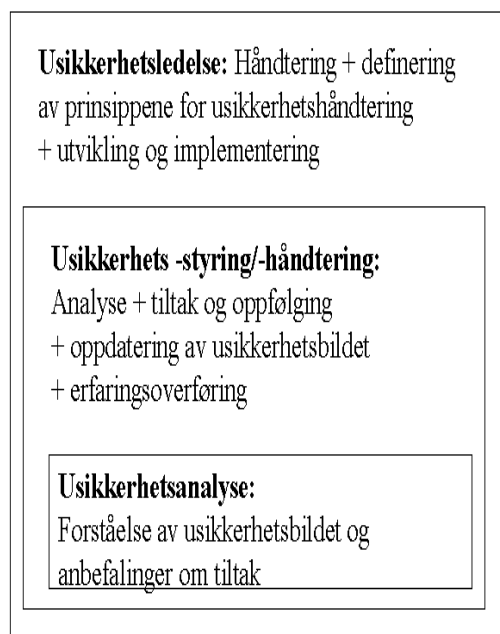 Usikkerhetsledelse: Håndtering + definering
av prinsippene for usikkerhetshåndtering
+ utvikling og implementering
Usikkerhets -styring/-håndtering:
Analyse + tiltak og oppfølging
+ oppdatering av usikkerhetsbildet
+ erfaringsoverføring
Usikkerhetsanalyse:
Forståelse av usikkerhetsbildet og
anbefalinger om tiltak